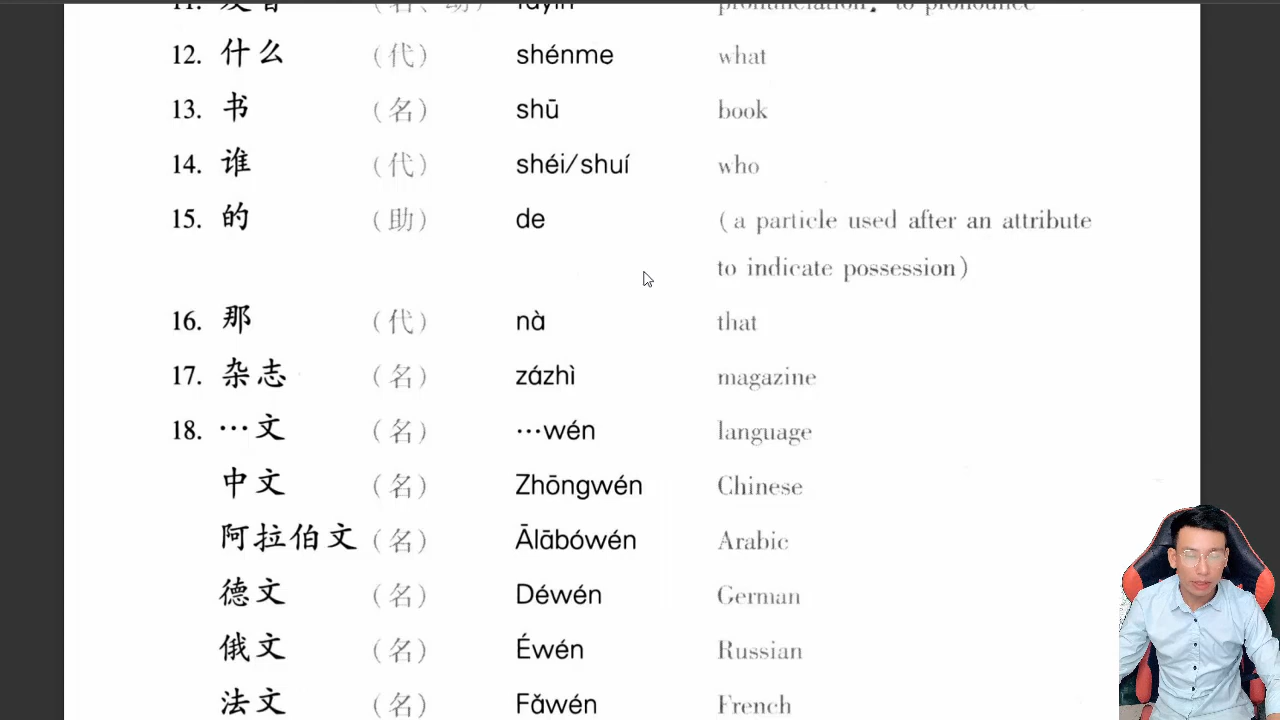 12. 什么 （代） shénme what
13. 书 （名） shū book
14. 谁 （代） shéi/shuí who
15. 的 （助） de (a particle used after an attribute
to indicate possession)
16. 那 （代） nà that
17. 杂志 （名） zázhì magazine
18. …文 （名） …wén language
中文 （名） Zhōngwén Chinese
阿拉伯文 （名） Ālābówén Arabic
德文 （名） Déwén German
俄文 （名） Éwén Russian
法文 （名） Fǎwén French